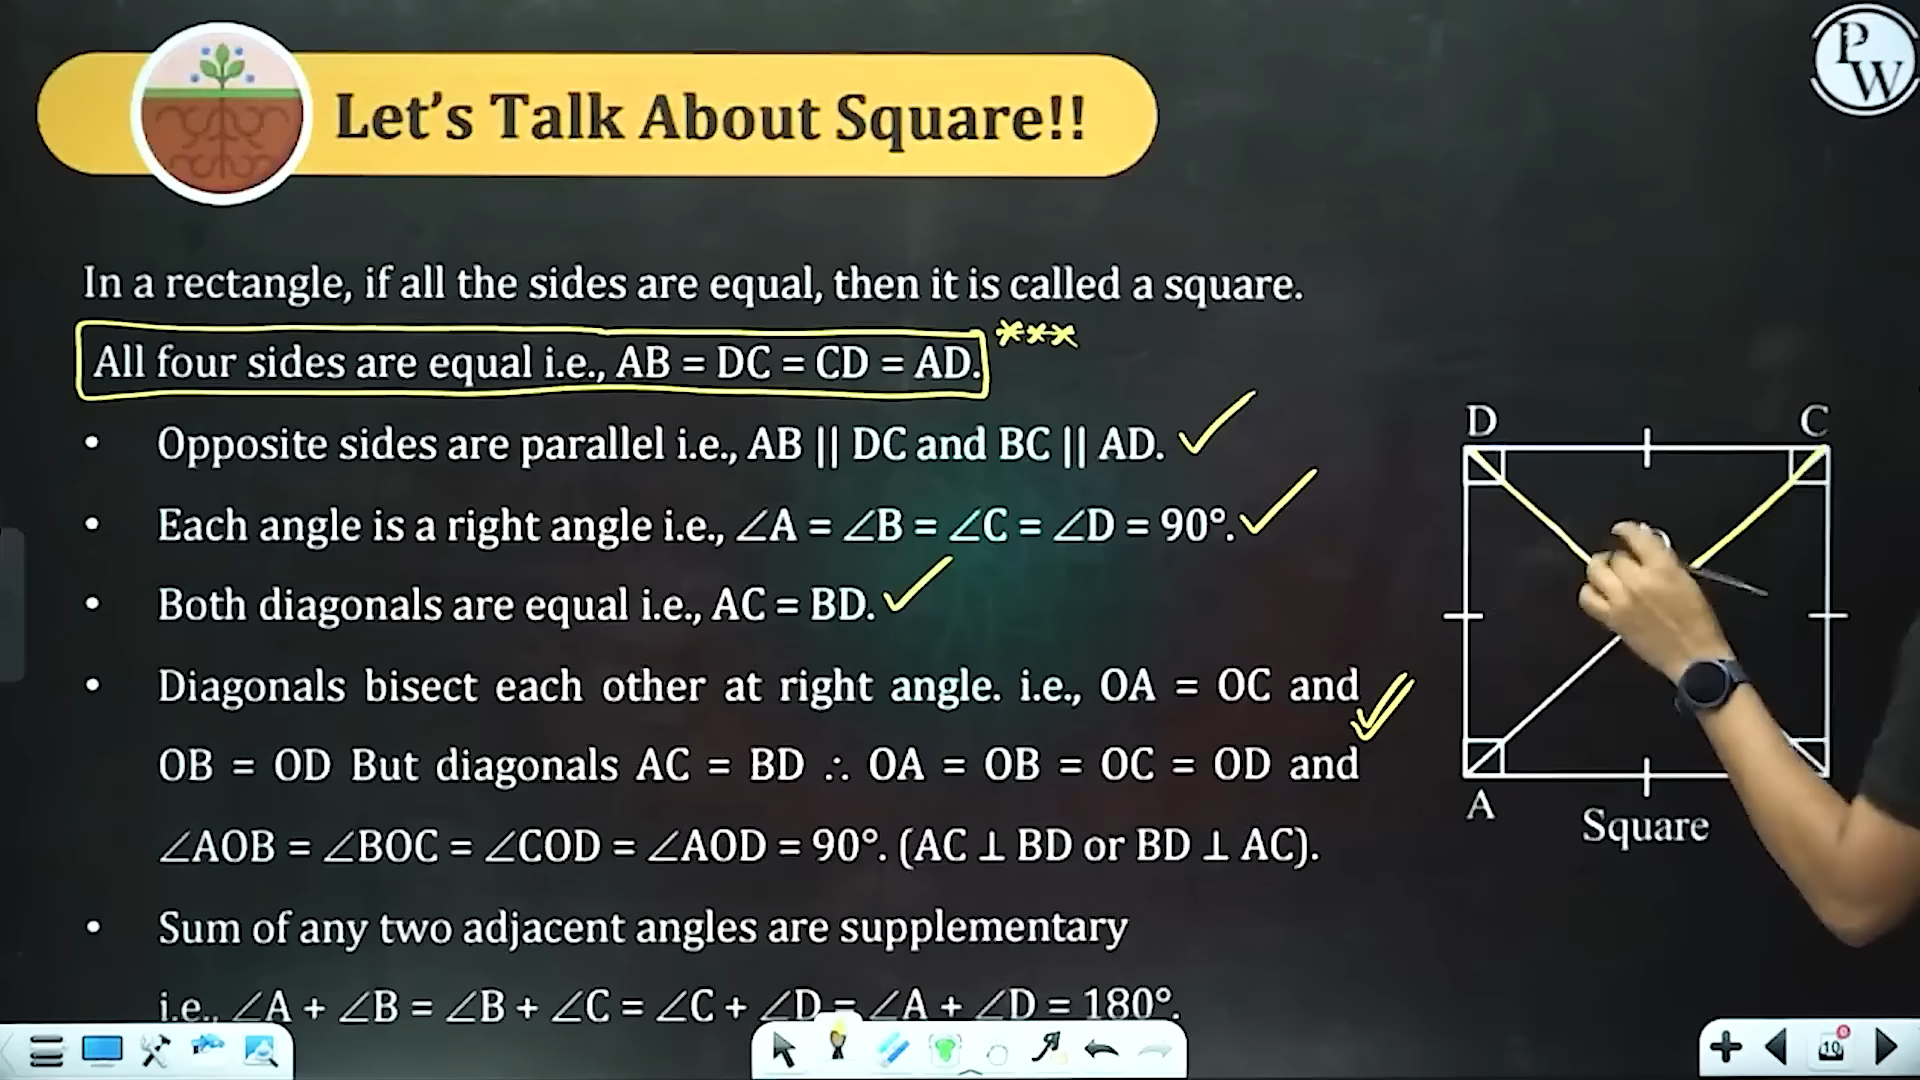 PW
Let's Talk About Square!!
In a rectangle, if all the sides are equal, then it is called a square.
All four sides are equal i.e., AB = DC = CD = AD. ***
• Opposite sides are parallel i.e., AB || DC and BC || AD.
• Each angle is a right angle i.e., ∠A = ∠B = ∠C = ∠D = 90°.
• Both diagonals are equal i.e., AC = BD.
• Diagonals bisect each other at right angle. i.e., OA = OC and
OB = OD But diagonals AC = BD ∴ OA = OB = OC = OD and
∠AOB = ∠BOC = ∠COD = ∠AOD = 90°. (AC ⊥ BD or BD ⊥ AC).
• Sum of any two adjacent angles are supplementary
i.e., ∠A + ∠B = ∠B + ∠C = ∠C + ∠D = ∠A + ∠D = 180°.
D C
A
Square
10